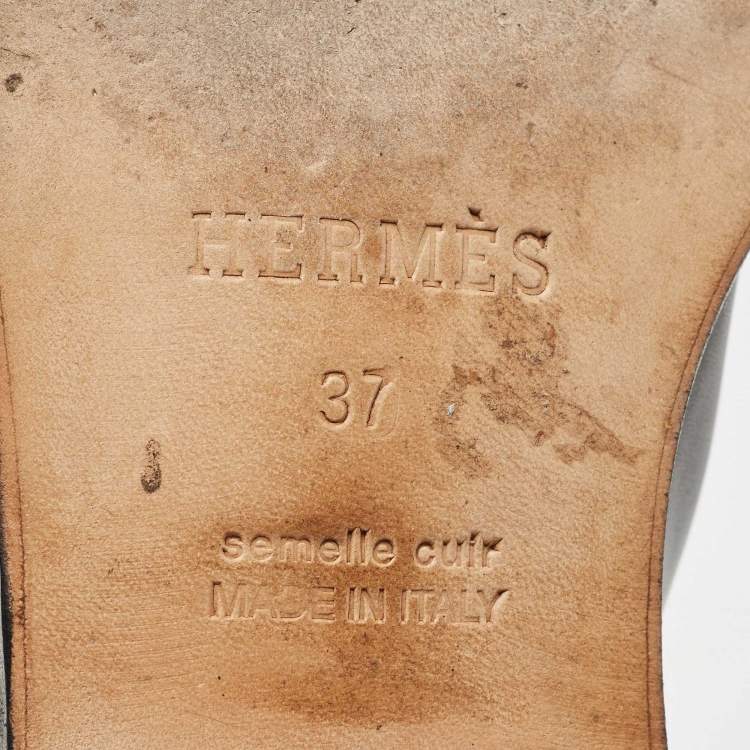 HERMÈS
37
semelle cuir
MADE IN ITALY